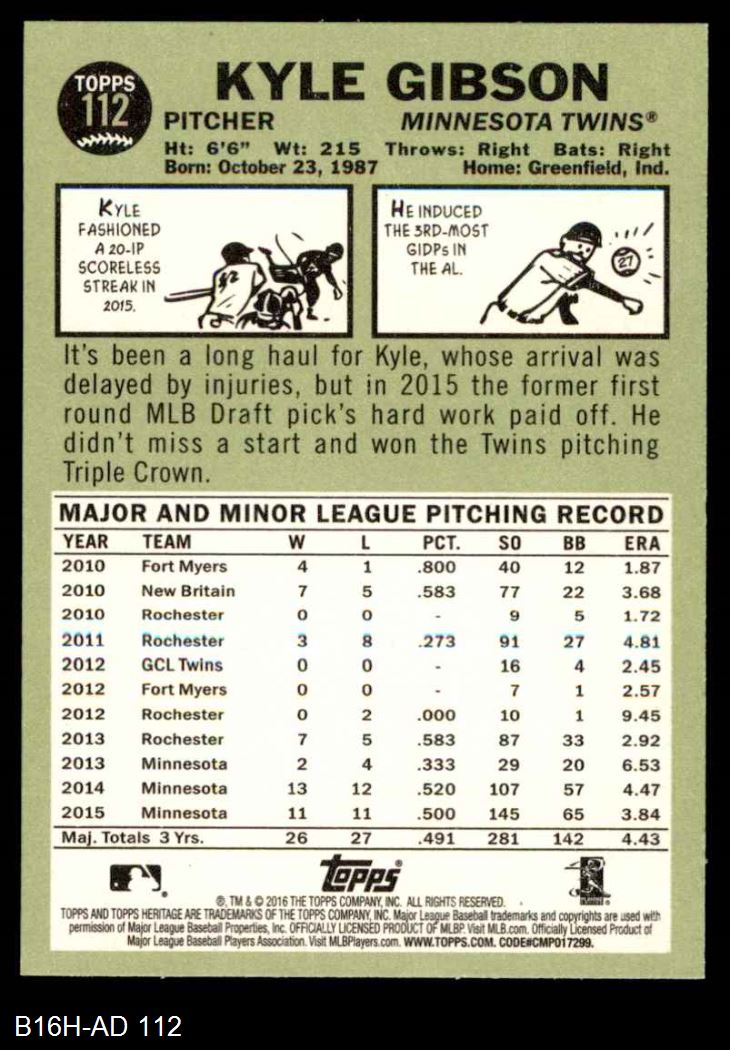 TOPPS
112
KYLE GIBSON
PITCHER MINNESOTA TWINS®
Ht: 6'6" Wt: 215 Throws: Right Bats: Right
Born: October 23, 1987 Home: Greenfield, Ind.
KYLE
FASHIONED
A 20-IP
SCORELESS
STREAK IN
2015.
HE INDUCED
THE 3RD-MOST
GIDPS IN
THE AL.
27
It's been a long haul for Kyle, whose arrival was
delayed by injuries, but in 2015 the former first
round MLB Draft pick's hard work paid off. He
didn't miss a start and won the Twins pitching
Triple Crown.
MAJOR AND MINOR LEAGUE PITCHING RECORD
YEAR TEAM W L PCT. SO BB ERA
2010 Fort Myers 4 1 .800 40 12 1.87
2010 New Britain 7 5 .583 77 22 3.68
2010 Rochester 0 0 - 9 5 1.72
2011 Rochester 3 8 .273 91 27 4.81
2012 GCL Twins 0 0 - 16 4 2.45
2012 Fort Myers 0 0 - 7 1 2.57
2012 Rochester 0 2 .000 10 1 9.45
2013 Rochester 7 5 .583 87 33 2.92
2013 Minnesota 2 4 .333 29 20 6.53
2014 Minnesota 13 12 .520 107 57 4.47
2015 Minnesota 11 11 .500 145 65 3.84
Maj. Totals 3 Yrs. 26 27 .491 281 142 4.43
Topps®
®, TM & © 2016 THE TOPPS COMPANY, INC. ALL RIGHTS RESERVED.
TOPPS AND TOPPS HERITAGE ARE TRADEMARKS OF THE TOPPS COMPANY, INC. Major League Baseball trademarks and copyrights are used with
permission of Major League Baseball Properties, Inc. OFFICIALLY LICENSED PRODUCT OF MLBP. Visit MLB.com. Officially Licensed Product of
Major League Baseball Players Association. Visit MLBPlayers.com. WWW.TOPPS.COM. CODE#CMP017299.
B16H-AD 112